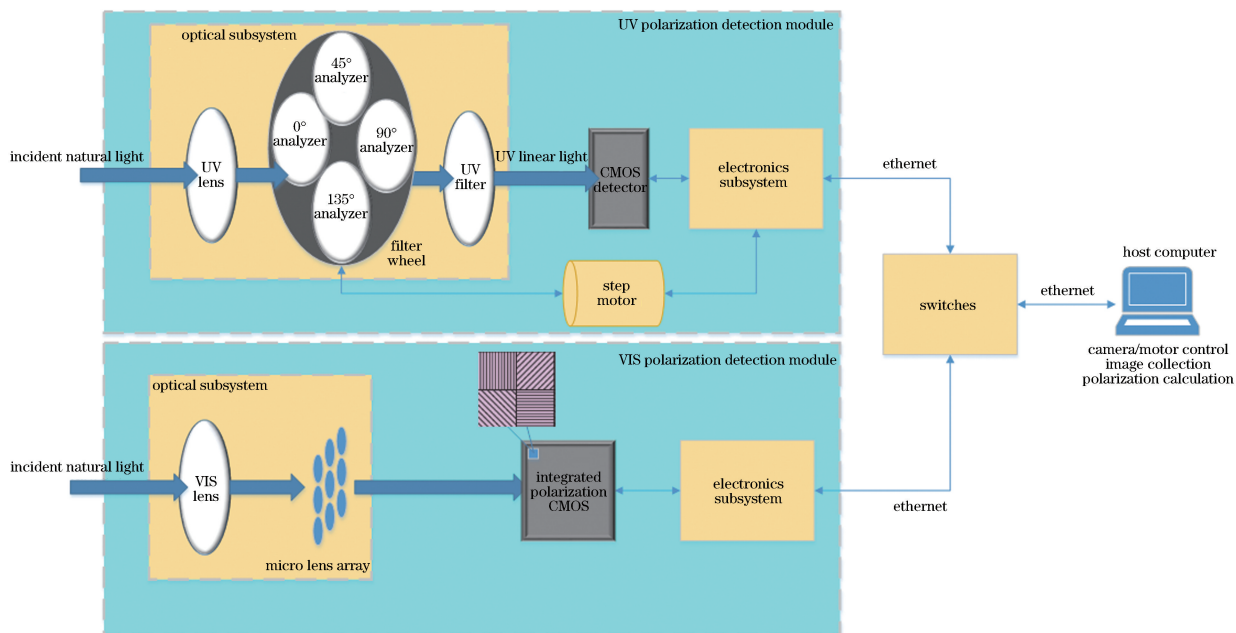 UV polarization detection module
optical subsystem
45°
analyzer
0°
analyzer
90°
analyzer
135°
analyzer
incident natural light
UV
lens
UV
filter
UV linear light
CMOS
detector
electronics
subsystem
ethernet
filter
wheel
step
motor
host computer
switches
ethernet
camera/motor control
image collection
polarization calculation
VIS polarization detection module
optical subsystem
incident natural light
VIS
lens
micro lens array
integrated
polarization
CMOS
electronics
subsystem
ethernet